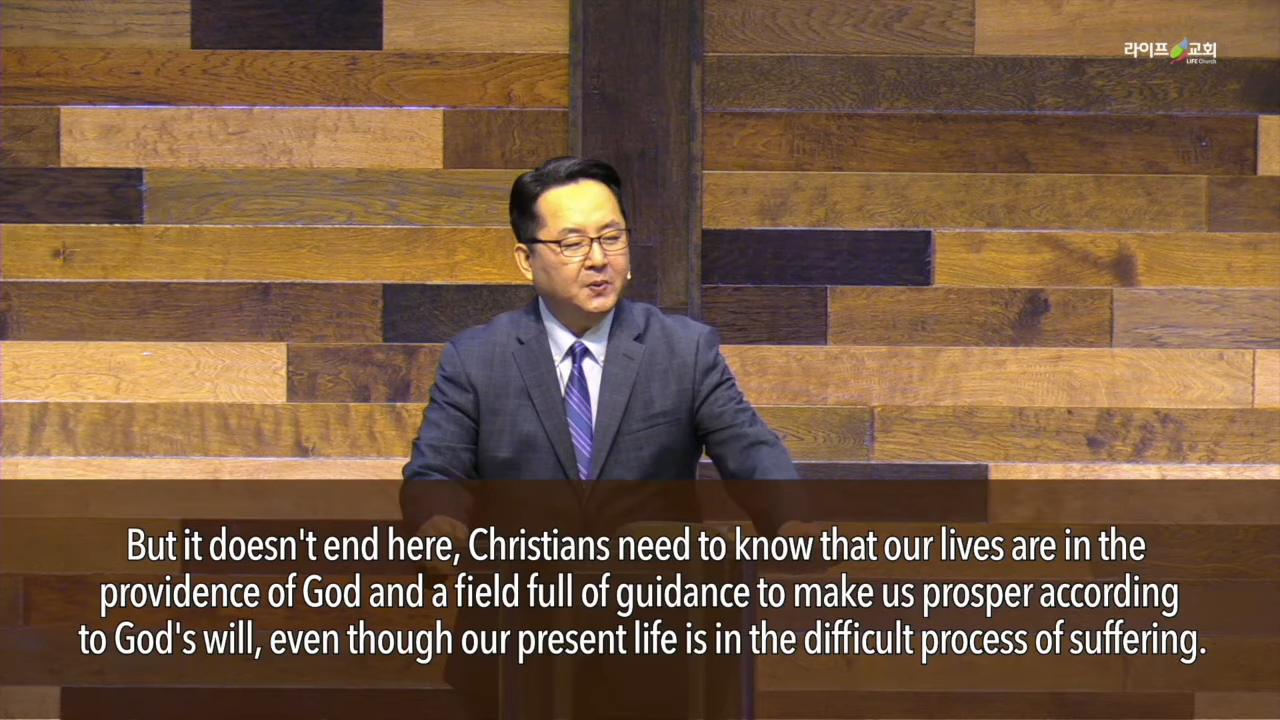 라이프 교회
LIFE Church
But it doesn't end here, Christians need to know that our lives are in the
providence of God and a field full of guidance to make us prosper according
to God's will, even though our present life is in the difficult process of suffering.